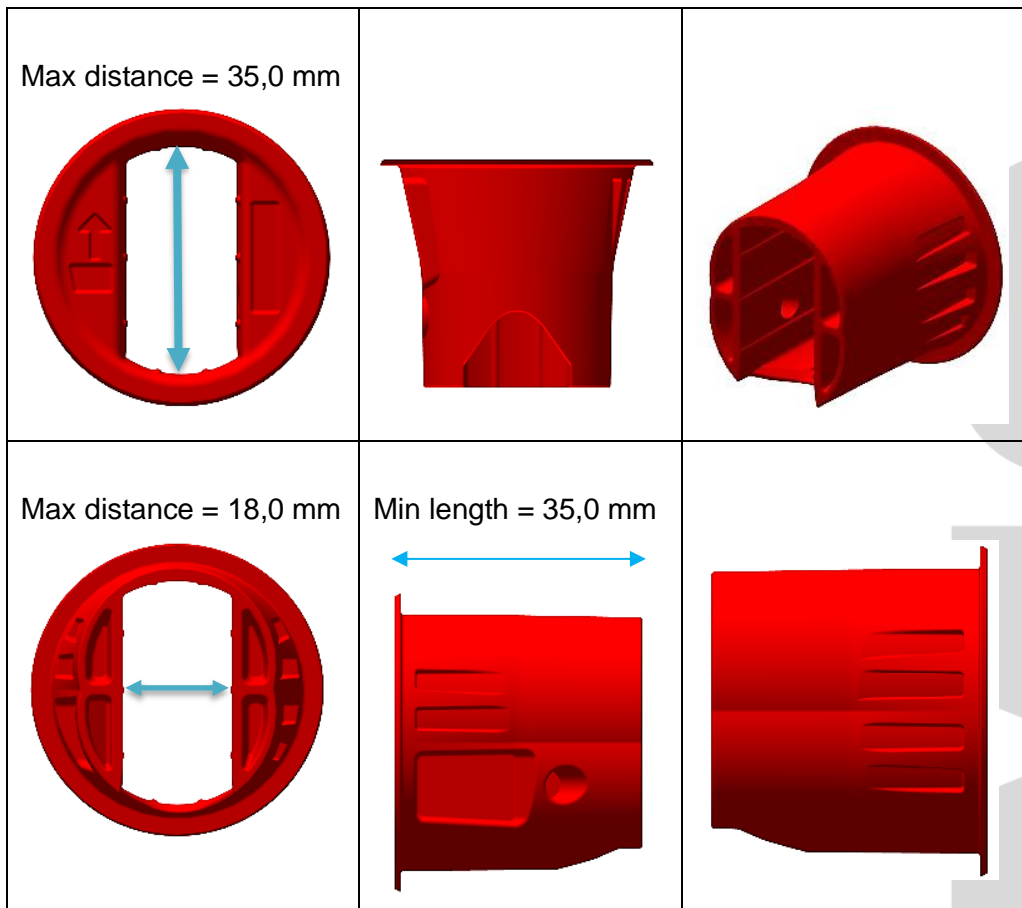 Max distance = 35,0 mm
Max distance = 18,0 mm
Min length = 35,0 mm